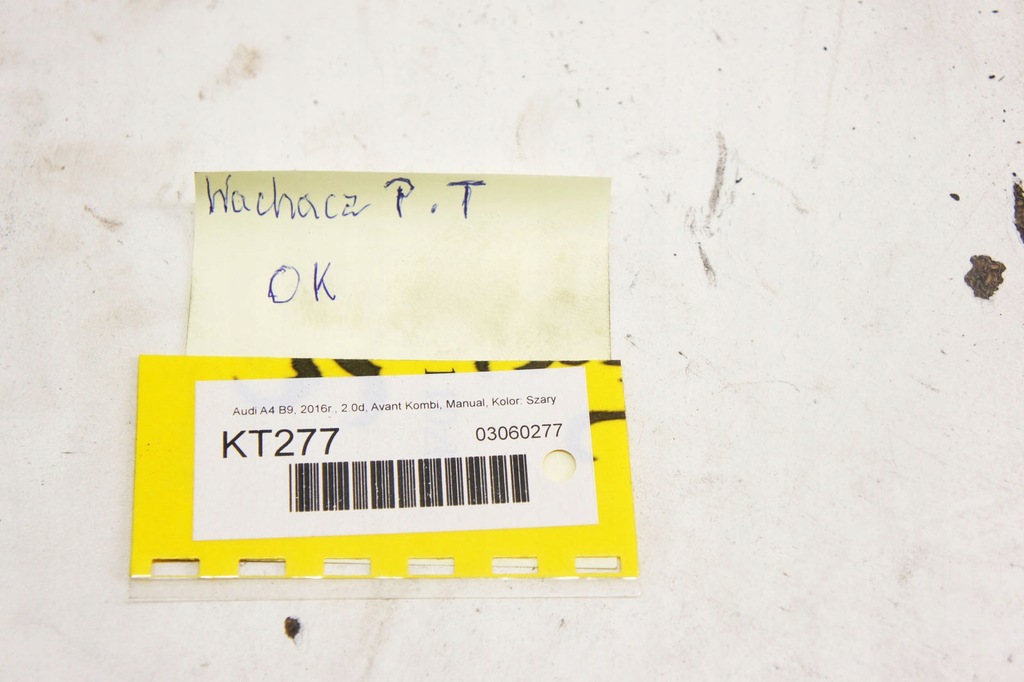 Wachacz P.T
OK
Audi A4 B9, 2016r., 2.0d, Avant Kombi, Manual, Kolor: Szary
KT277
03060277